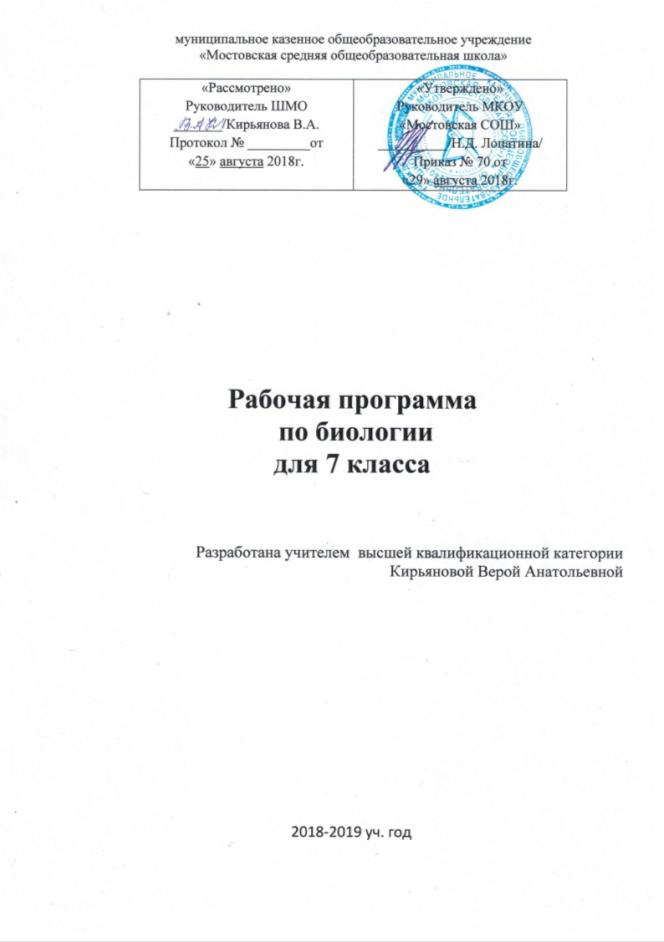 муниципальное казенное общеобразовательное учреждение
«Мостовская средняя общеобразовательная школа»
«Рассмотрено»
Руководитель ШМО
/Кирьянова В.А.
Протокол № _________от
«25» августа 2018г.
«Утверждено»
Руководитель МКОУ
«Мостовская СОШ»
/Н.Д. Лопатина/
Приказ № 70 от
«29» августа 2018г.
Рабочая программа
по биологии
для 7 класса
Разработана учителем высшей квалификационной категории
Кирьяновой Верой Анатольевной
2018-2019 уч. год